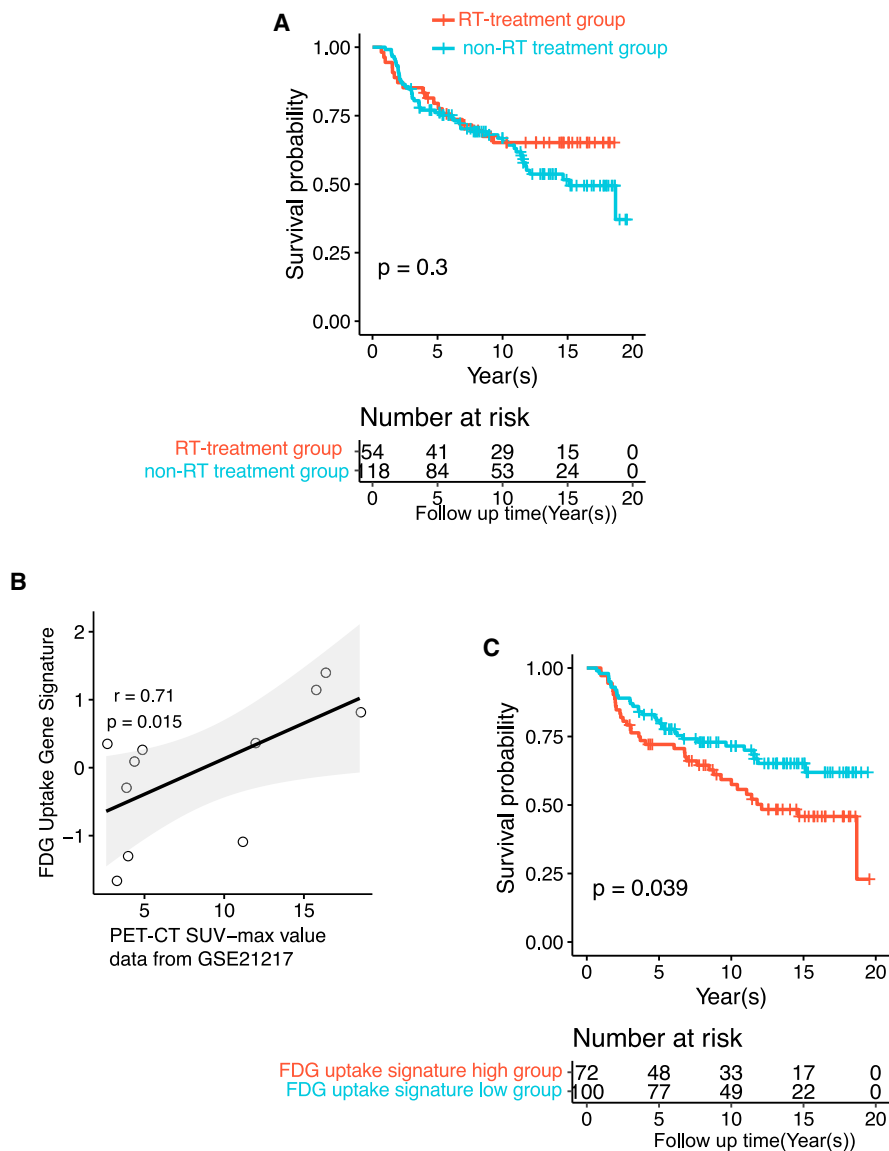 A
RT-treatment group
non-RT treatment group
1.00
0.75
0.50
0.25
0.00
Survival probability
p = 0.3
0 5 10 15 20
Year(s)
Number at risk
RT-treatment group 54 41 29 15 0
non-RT treatment group 118 84 53 24 0
0 5 10 15 20
Follow up time(Year(s))
B
2
1
0
−1
FDG Uptake Gene Signature
r = 0.71
p = 0.015
5 10 15
PET-CT SUV−max value
data from GSE21217
C
1.00
0.75
0.50
0.25
0.00
Survival probability
p = 0.039
0 5 10 15 20
Year(s)
Number at risk
FDG uptake signature high group 72 48 33 17 0
FDG uptake signature low group 100 77 49 22 0
0 5 10 15 20
Follow up time(Year(s))